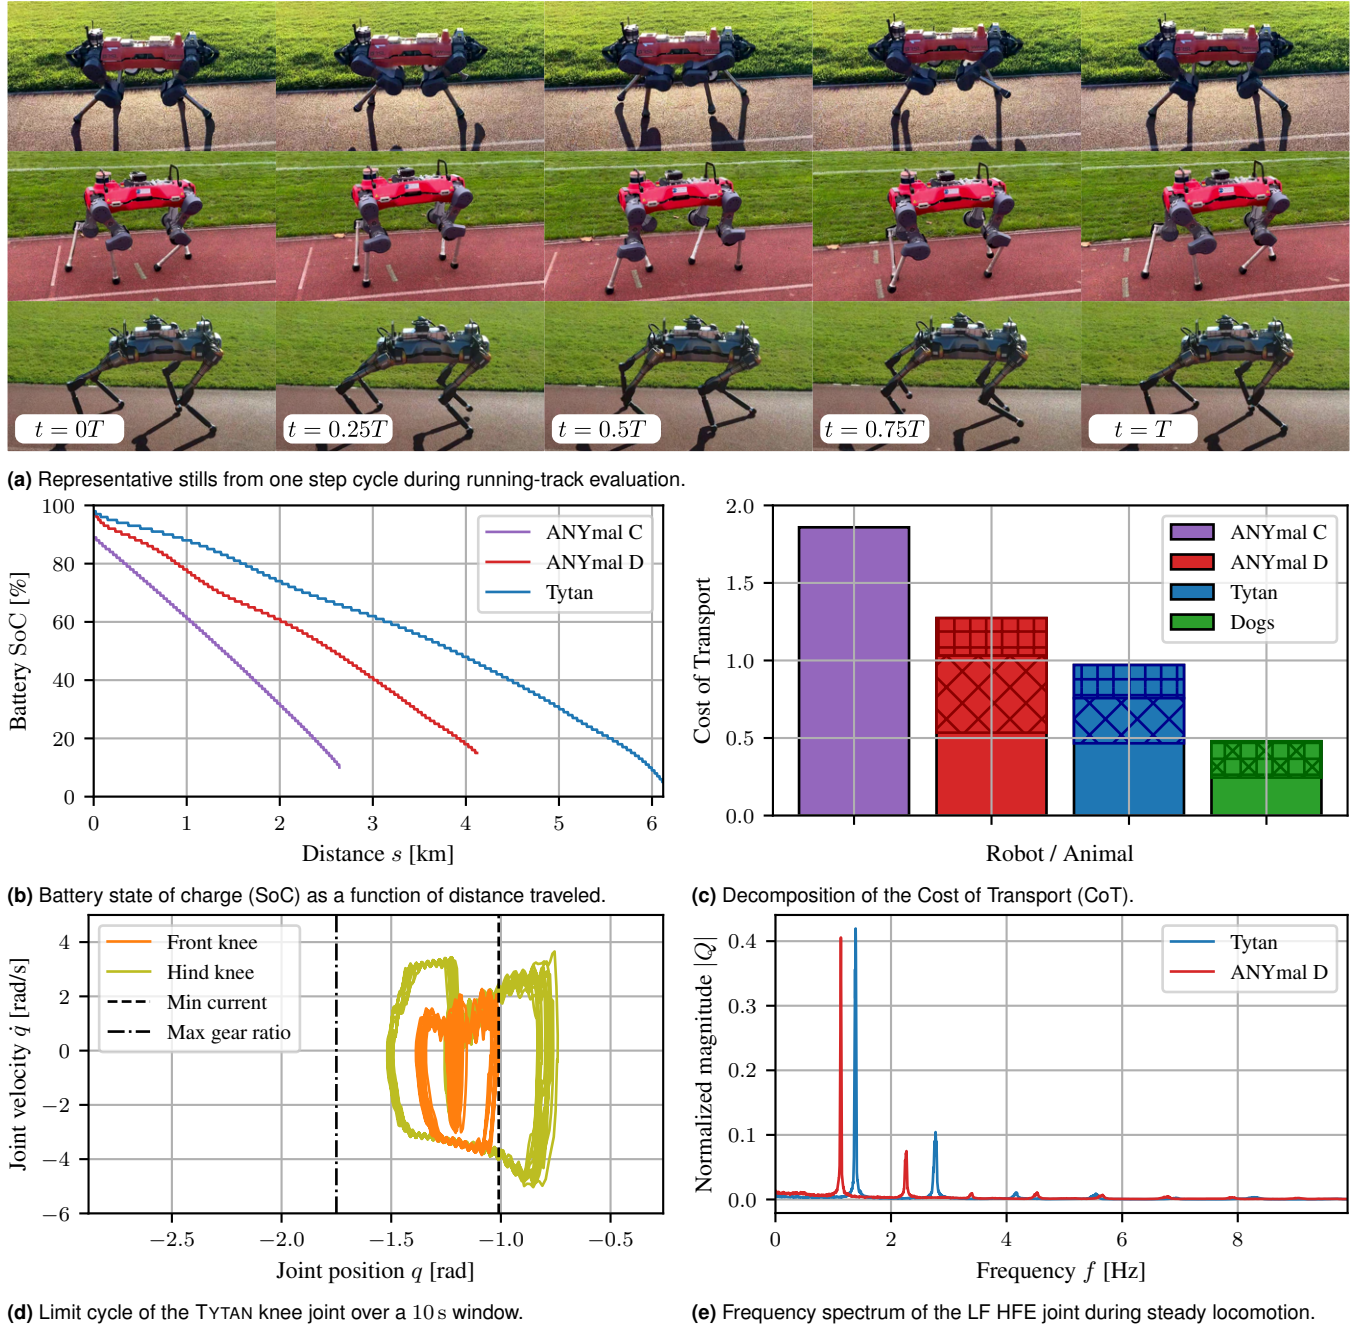 t = 0T
t = 0.25T
t = 0.5T
t = 0.75T
t = T
(a) Representative stills from one step cycle during running-track evaluation.
100
80
60
40
20
0
Battery SoC [%]
ANYmal C
ANYmal D
Tytan
0 1 2 3 4 5 6
Distance s [km]
(b) Battery state of charge (SoC) as a function of distance traveled.
2.0
1.5
1.0
0.5
0.0
Cost of Transport
ANYmal C
ANYmal D
Tytan
Dogs
Robot / Animal
(c) Decomposition of the Cost of Transport (CoT).
4
2
0
−2
−4
−6
Joint velocity q̇ [rad/s]
Front knee
Hind knee
Min current
Max gear ratio
−2.5 −2.0 −1.5 −1.0 −0.5
Joint position q [rad]
(d) Limit cycle of the TYTAN knee joint over a 10 s window.
0.4
0.3
0.2
0.1
0.0
Normalized magnitude |Q|
Tytan
ANYmal D
0 2 4 6 8
Frequency f [Hz]
(e) Frequency spectrum of the LF HFE joint during steady locomotion.